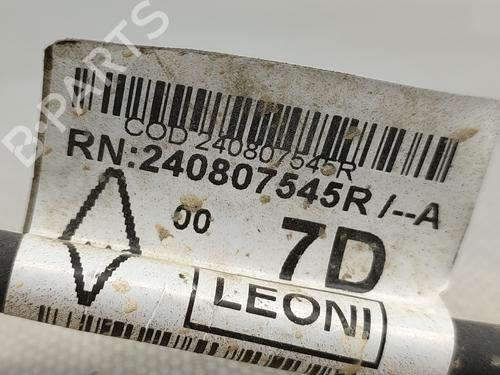 B-PARTS
COD 240807545R
RN:240807545R/--A
00
7D
LEONI